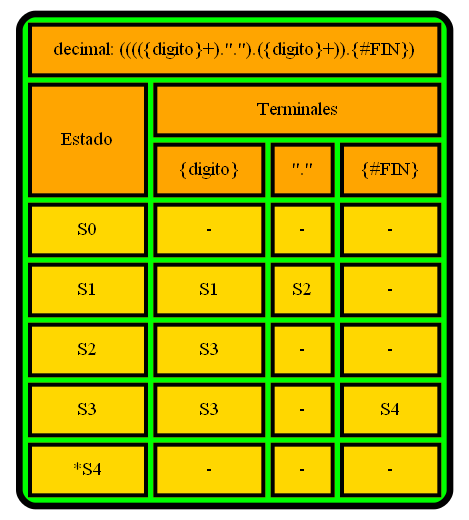 decimal: (((({digito}+).".").({digito}+)).{#FIN})
Estado
Terminales
{digito} "." {#FIN}
S0 - - -
S1 S1 S2 -
S2 S3 - -
S3 S3 - S4
*S4 - - -